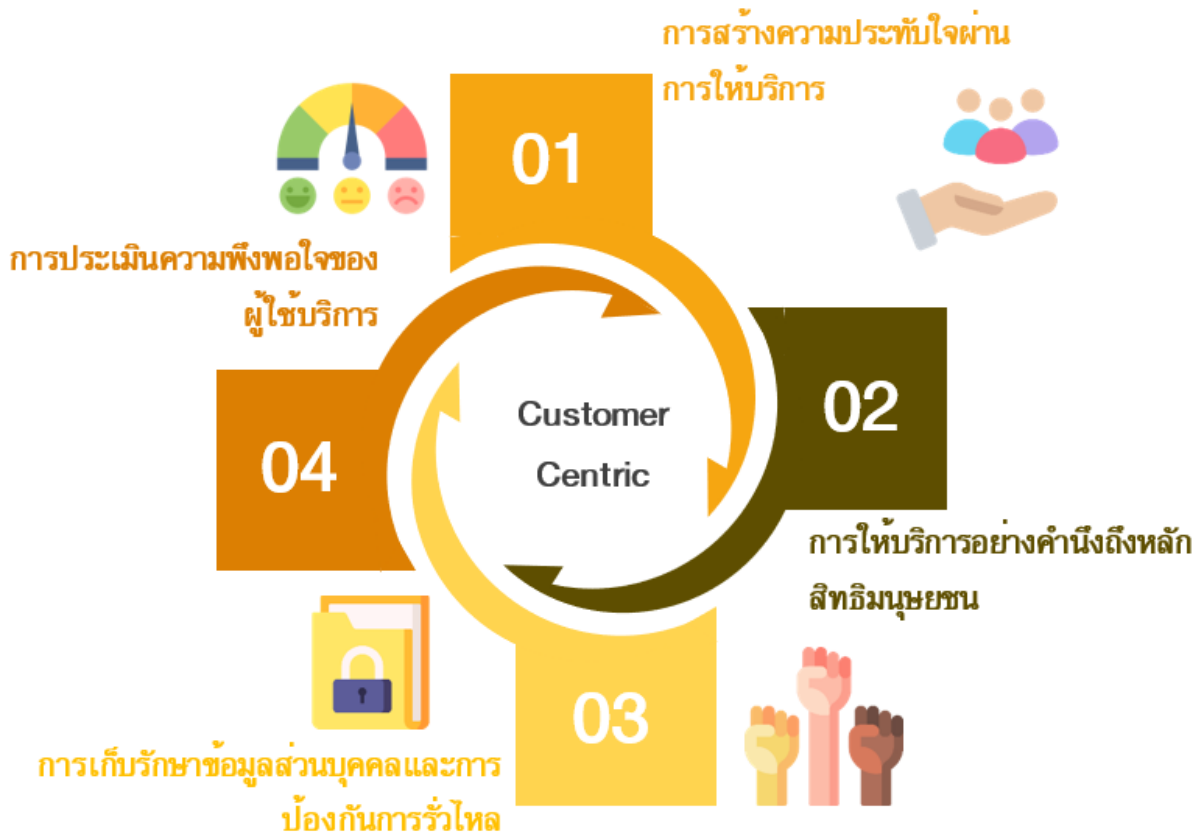 การสร้างความประทับใจผ่าน
การให้บริการ
01
การประเมินความพึงพอใจของ
ผู้ใช้บริการ
02
Customer
Centric
04
การให้บริการอย่างคำนึงถึงหลัก
สิทธิมนุษยชน
03
การเก็บรักษาข้อมูลส่วนบุคคลและการ
ป้องกันการรั่วไหล